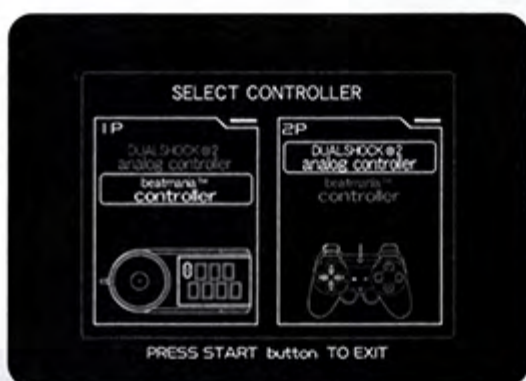 SELECT CONTROLLER
1P
DUALSHOCK®2
analog controller
beatmania™
controller
2P
DUALSHOCK®2
analog controller
beatmania™
controller
PRESS START button TO EXIT